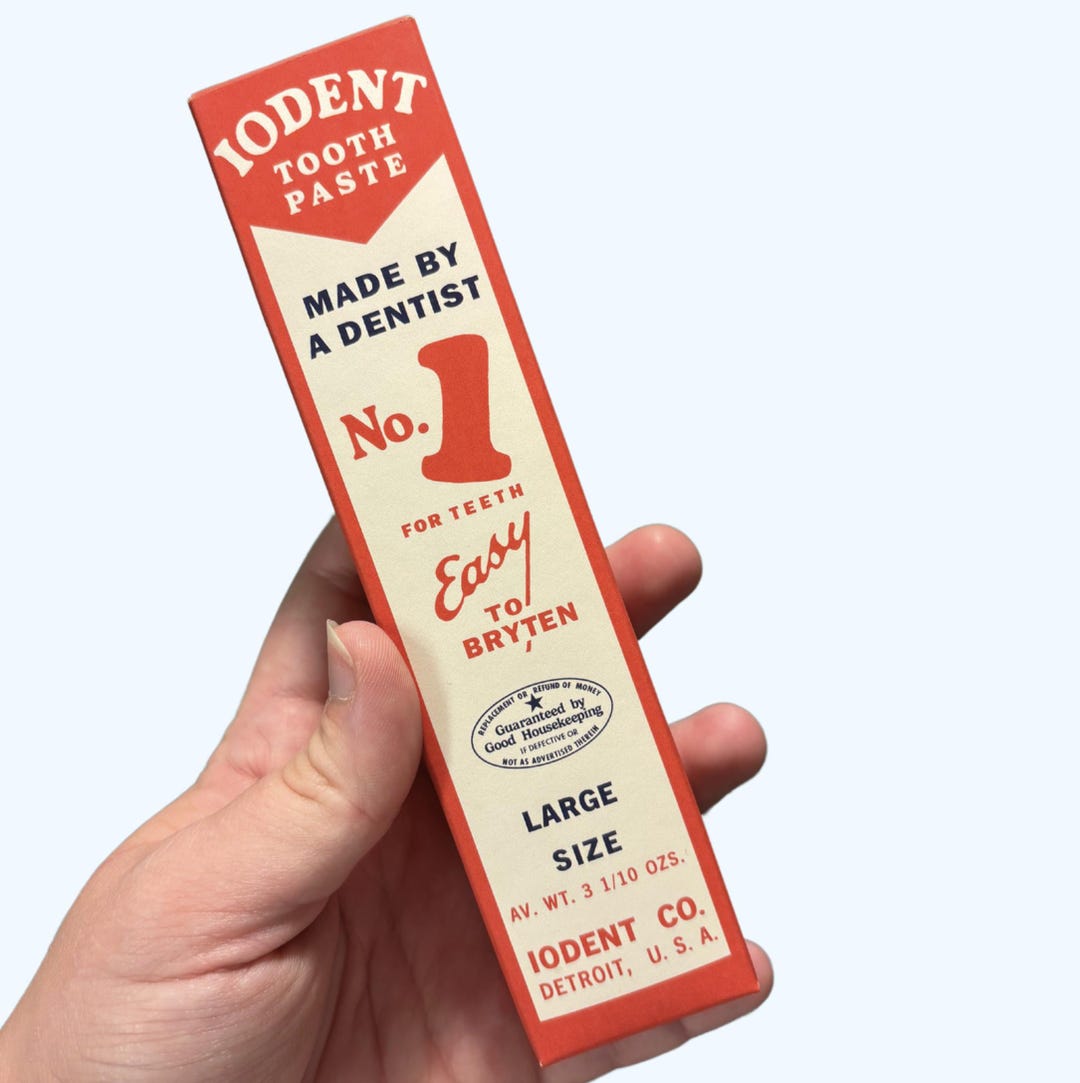 IODENT
TOOTH
PASTE
MADE BY
A DENTIST
No. 1
FOR TEETH
Easy
TO
BRYTEN
REPLACEMENT OR REFUND OF MONEY
Guaranteed by
Good Housekeeping
IF DEFECTIVE OR
NOT AS ADVERTISED THEREIN
LARGE
SIZE
AV. WT. 3 1/10 OZS.
IODENT CO.
DETROIT, U. S. A.